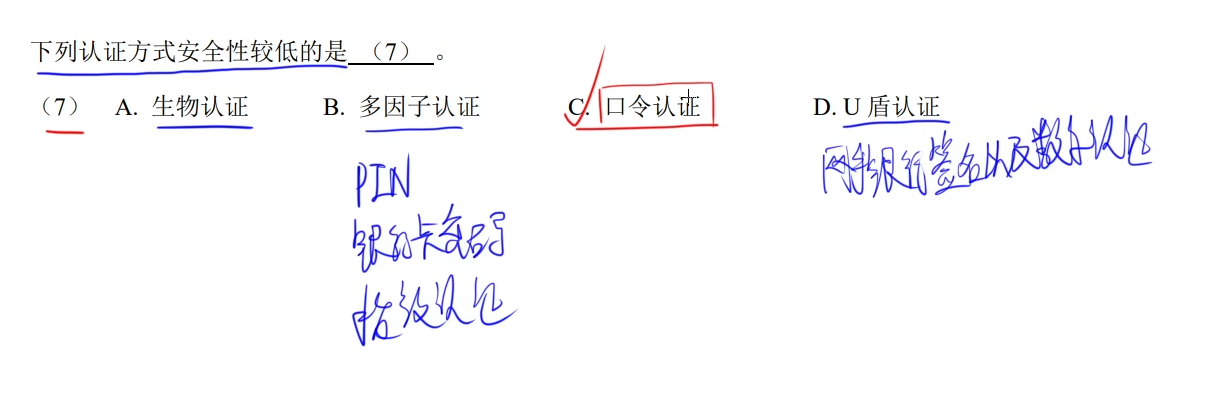 下列认证方式安全性较低的是（7）。
（7） A. 生物认证 B. 多因子认证 C. 口令认证 D. U 盾认证
网络银行签名以及数字认证
PIN
银行卡密码
指纹认证